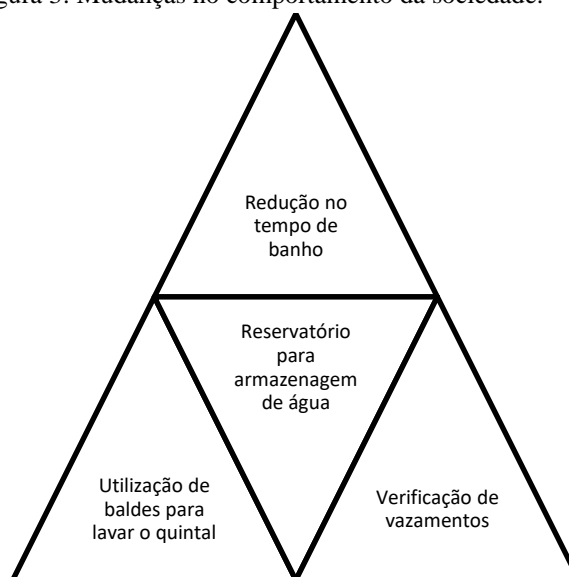 gura 3: Mudanças no comportamento da sociedade.
Redução no
tempo de
banho
Reservatório
para
armazenagem
de água
Utilização de
baldes para
lavar o quintal
Verificação de
vazamentos